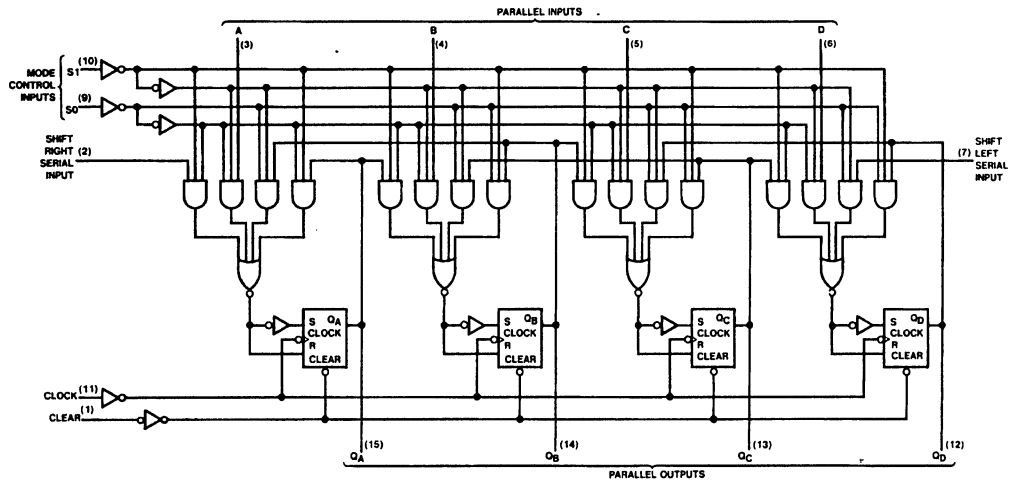 PARALLEL INPUTS
A B C D
(3) (4) (5) (6)
MODE CONTROL INPUTS
S1 (10)
S0 (9)
SHIFT RIGHT SERIAL INPUT (2)
(7) SHIFT LEFT SERIAL INPUT
S QA CLOCK R CLEAR
S QB CLOCK R CLEAR
S QC CLOCK R CLEAR
S QD CLOCK R CLEAR
CLOCK (11)
CLEAR (1)
(15) (14) (13) (12)
QA QB QC QD
PARALLEL OUTPUTS